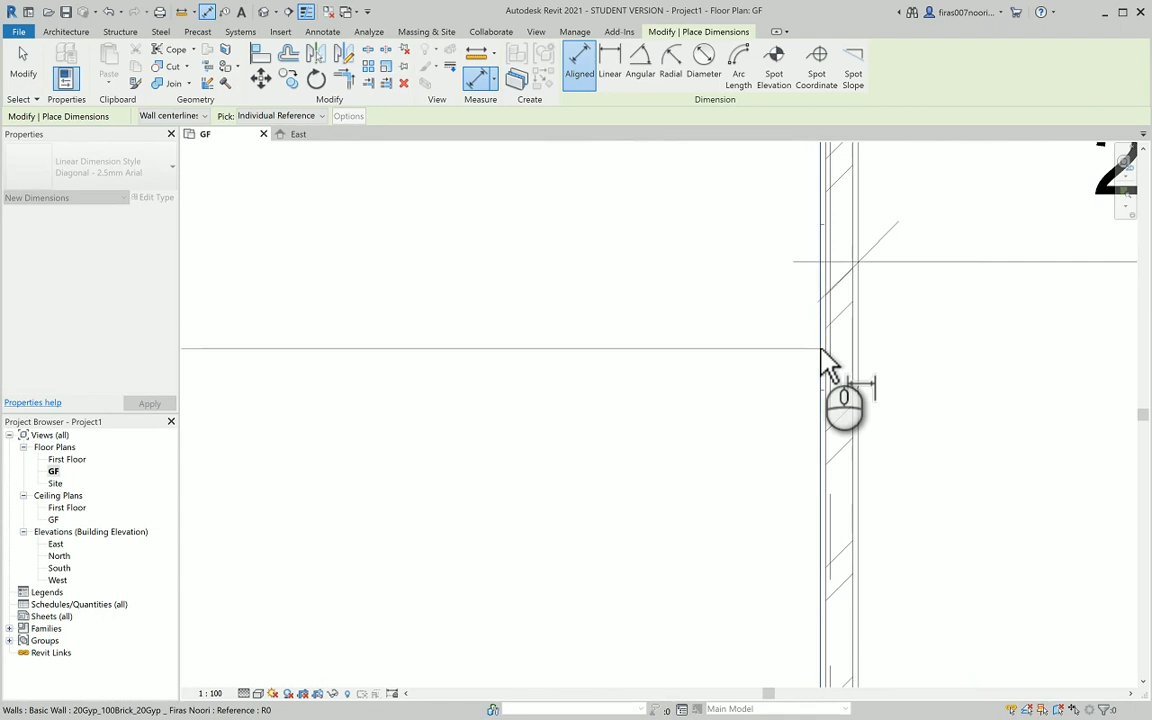 Autodesk Revit 2021 - STUDENT VERSION - Project1 - Floor Plan: GF
firas007noori...
File Architecture Structure Steel Precast Systems Insert Annotate Analyze Massing & Site Collaborate View Manage Add-Ins Modify | Place Dimensions
Modify Paste Cope Cut Join Aligned Linear Angular Radial Diameter Arc Length Spot Elevation Spot Coordinate Spot Slope
Select Properties Clipboard Geometry Modify View Measure Create Dimension
Modify | Place Dimensions Wall centerlines Pick: Individual Reference Options
Properties
GF
East
Linear Dimension Style
Diagonal - 2.5mm Arial
New Dimensions Edit Type
2
0
Properties help Apply
Project Browser - Project1
Views (all)
Floor Plans
First Floor
GF
Site
Ceiling Plans
First Floor
GF
Elevations (Building Elevation)
East
North
South
West
Legends
Schedules/Quantities (all)
Sheets (all)
Families
Groups
Revit Links
1 : 100
Walls : Basic Wall : 20Gyp_100Brick_20Gyp _ Firas Noori : Reference : R0
:0
Main Model
:0